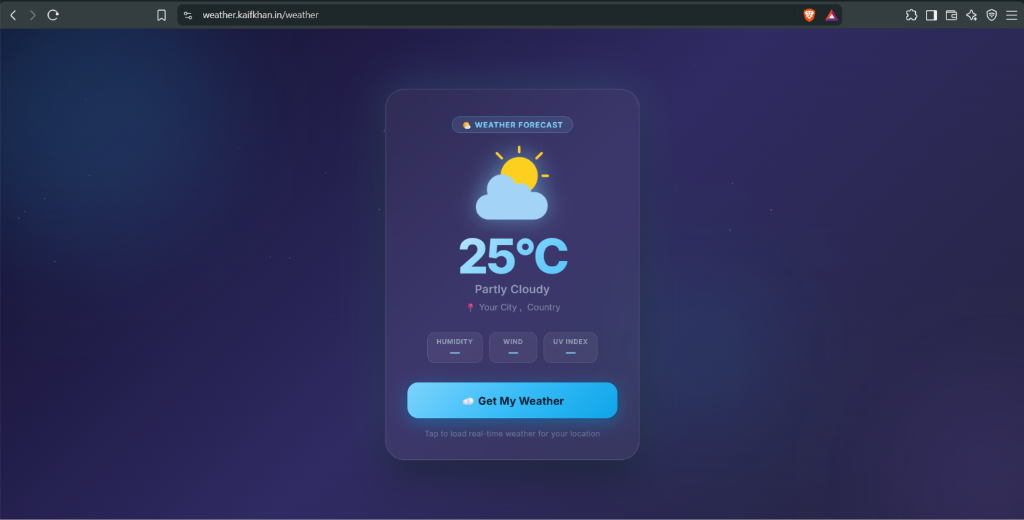 weather.kaifkhan.in/weather
WEATHER FORECAST
25°C
Partly Cloudy
Your City , Country
HUMIDITY WIND UV INDEX
— — —
Get My Weather
Tap to load real-time weather for your location